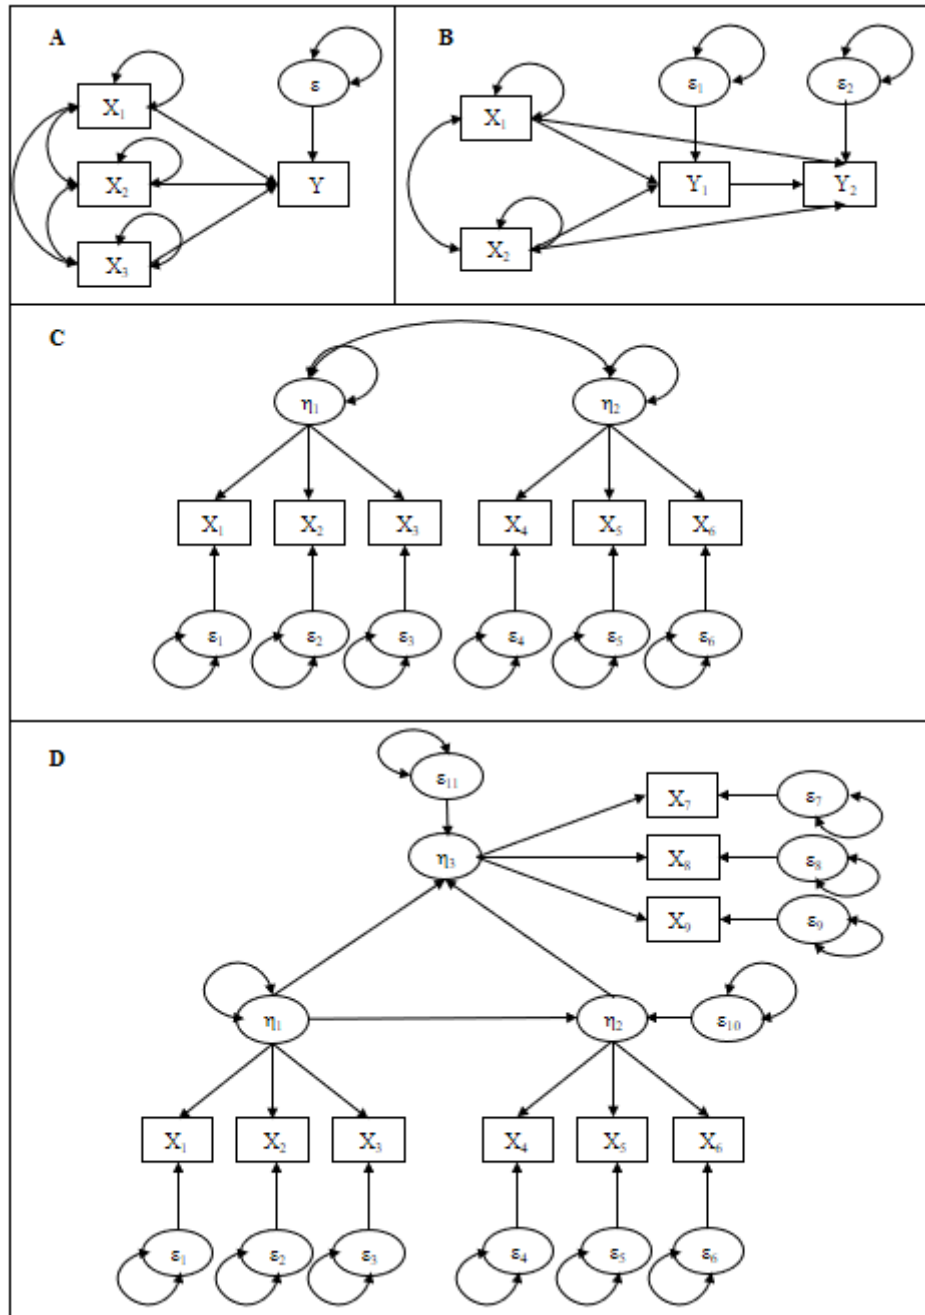 A
B
ε
ε₁
ε₂
X₁
X₁
X₂
Y
Y₁
Y₂
X₂
X₃
C
η₁
η₂
X₁ X₂ X₃ X₄ X₅ X₆
ε₁ ε₂ ε₃ ε₄ ε₅ ε₆
D
ε₁₁
X₇ ε₇
η₃
X₈ ε₈
X₉ ε₉
η₁ η₂ ε₁₀
X₁ X₂ X₃ X₄ X₅ X₆
ε₁ ε₂ ε₃ ε₄ ε₅ ε₆